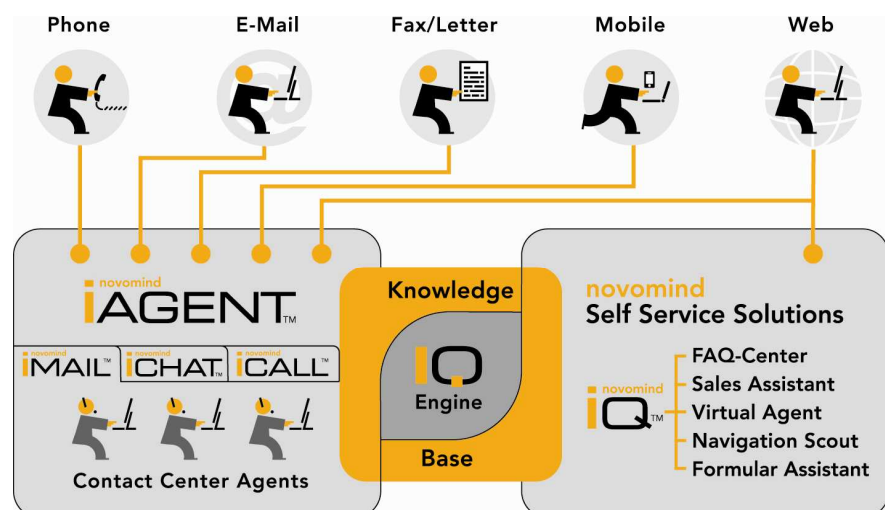 Phone E-Mail Fax/Letter Mobile Web
@
novomind
iAGENT™
novomind
iMAIL™
novomind
iCHAT™
novomind
iCALL™
Contact Center Agents
Knowledge
IQ
Engine
Base
novomind
Self Service Solutions
novomind
iQ™
FAQ-Center
Sales Assistant
Virtual Agent
Navigation Scout
Formular Assistant